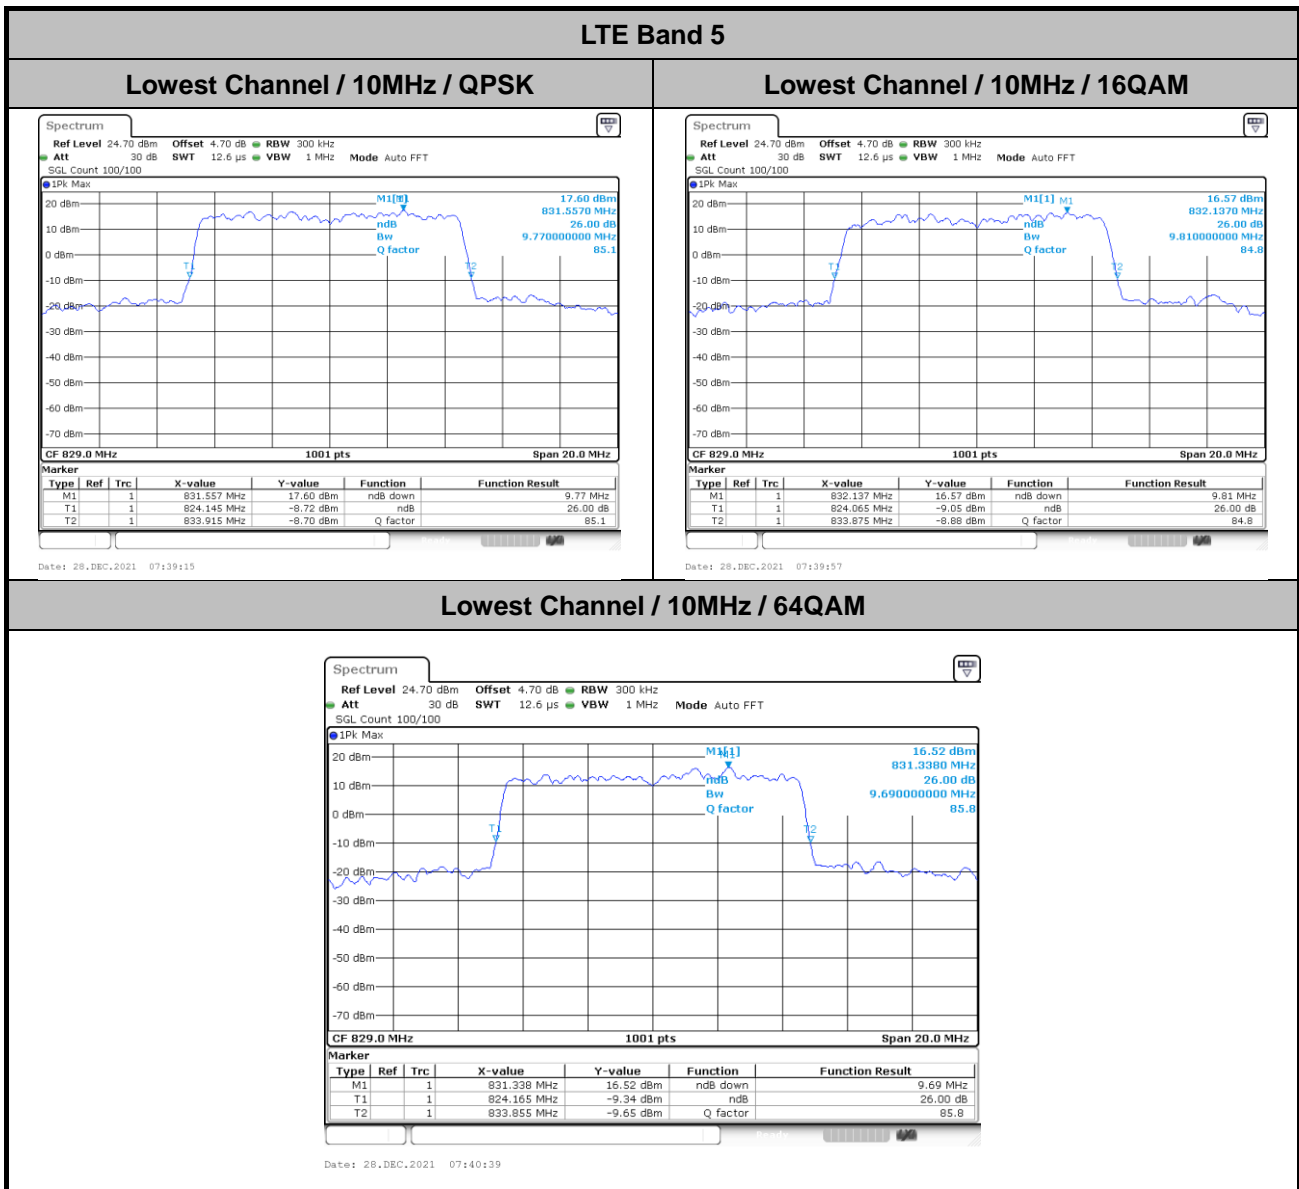 LTE Band 5
Lowest Channel / 10MHz / QPSK
Lowest Channel / 10MHz / 16QAM
Spectrum
Ref Level 24.70 dBm Offset 4.70 dB RBW 300 kHz
Att 30 dB SWT 12.6 µs VBW 1 MHz Mode Auto FFT
SGL Count 100/100
1Pk Max
M1[1] 17.60 dBm
831.5570 MHz
ndB 26.00 dB
Bw 9.770000000 MHz
Q factor 85.1
M1
T1
T2
20 dBm
10 dBm
0 dBm
-10 dBm
-20 dBm
-30 dBm
-40 dBm
-50 dBm
-60 dBm
-70 dBm
CF 829.0 MHz 1001 pts Span 20.0 MHz
Marker
Type Ref Trc X-value Y-value Function Function Result
M1 1 831.557 MHz 17.60 dBm ndB down 9.77 MHz
T1 1 824.145 MHz -8.72 dBm ndB 26.00 dB
T2 1 833.915 MHz -8.70 dBm Q factor 85.1
Date: 28.DEC.2021 07:39:15
Spectrum
Ref Level 24.70 dBm Offset 4.70 dB RBW 300 kHz
Att 30 dB SWT 12.6 µs VBW 1 MHz Mode Auto FFT
SGL Count 100/100
1Pk Max
M1[1] 16.57 dBm
832.1370 MHz
ndB 26.00 dB
Bw 9.810000000 MHz
Q factor 84.8
M1
T1
T2
20 dBm
10 dBm
0 dBm
-10 dBm
-20 dBm
-30 dBm
-40 dBm
-50 dBm
-60 dBm
-70 dBm
CF 829.0 MHz 1001 pts Span 20.0 MHz
Marker
Type Ref Trc X-value Y-value Function Function Result
M1 1 832.137 MHz 16.57 dBm ndB down 9.81 MHz
T1 1 824.065 MHz -9.05 dBm ndB 26.00 dB
T2 1 833.875 MHz -8.88 dBm Q factor 84.8
Date: 28.DEC.2021 07:39:57
Lowest Channel / 10MHz / 64QAM
Spectrum
Ref Level 24.70 dBm Offset 4.70 dB RBW 300 kHz
Att 30 dB SWT 12.6 µs VBW 1 MHz Mode Auto FFT
SGL Count 100/100
1Pk Max
M1[1] 16.52 dBm
831.3380 MHz
ndB 26.00 dB
Bw 9.690000000 MHz
Q factor 85.8
M1
T1
T2
20 dBm
10 dBm
0 dBm
-10 dBm
-20 dBm
-30 dBm
-40 dBm
-50 dBm
-60 dBm
-70 dBm
CF 829.0 MHz 1001 pts Span 20.0 MHz
Marker
Type Ref Trc X-value Y-value Function Function Result
M1 1 831.338 MHz 16.52 dBm ndB down 9.69 MHz
T1 1 824.165 MHz -9.34 dBm ndB 26.00 dB
T2 1 833.855 MHz -9.65 dBm Q factor 85.8
Date: 28.DEC.2021 07:40:39